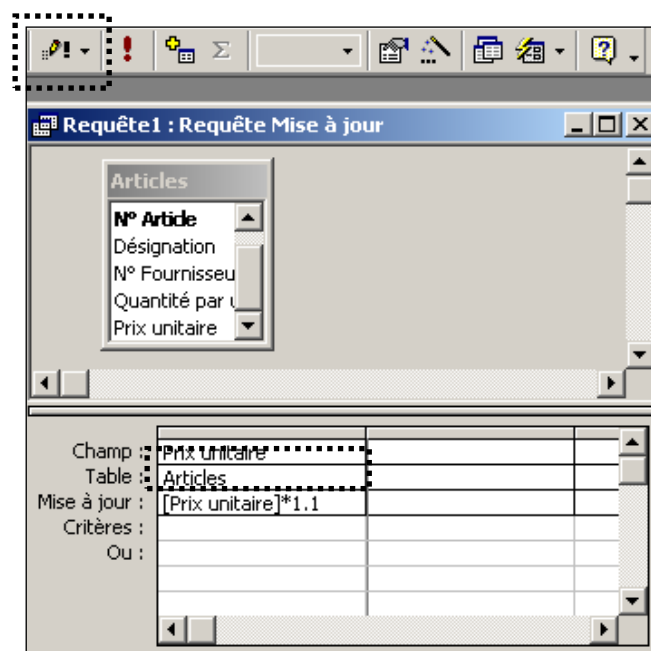 Requête1 : Requête Mise à jour
Articles
N° Article
Désignation
N° Fournisseu
Quantité par u
Prix unitaire
Champ : Prix unitaire
Table : Articles
Mise à jour : [Prix unitaire]*1.1
Critères :
Ou :